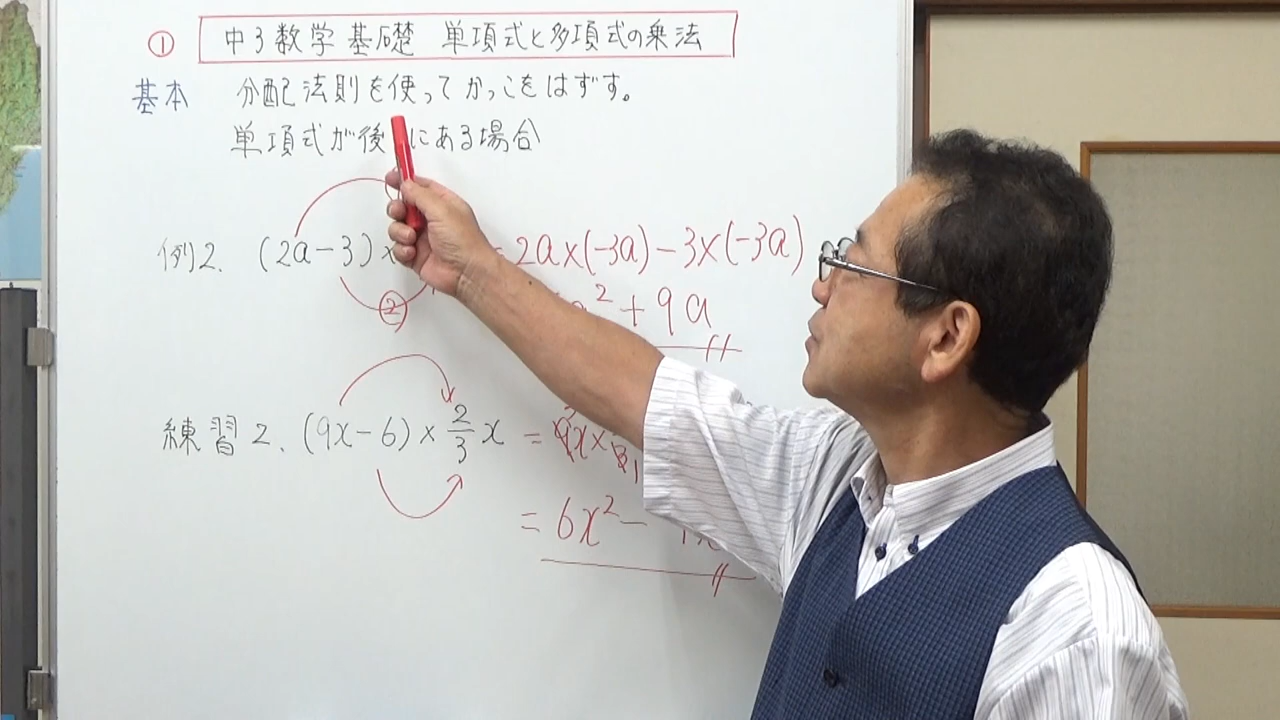 ① 中3数学 基礎 単項式と多項式の乗法
基本 分配法則を使ってかっこをはずす。
単項式が後にある場合
例2. (2a-3)× = 2a×(-3a)-3×(-3a)
a²+9a
②
練習2. (9x-6)×2/3x = 9x×
= 6x²-